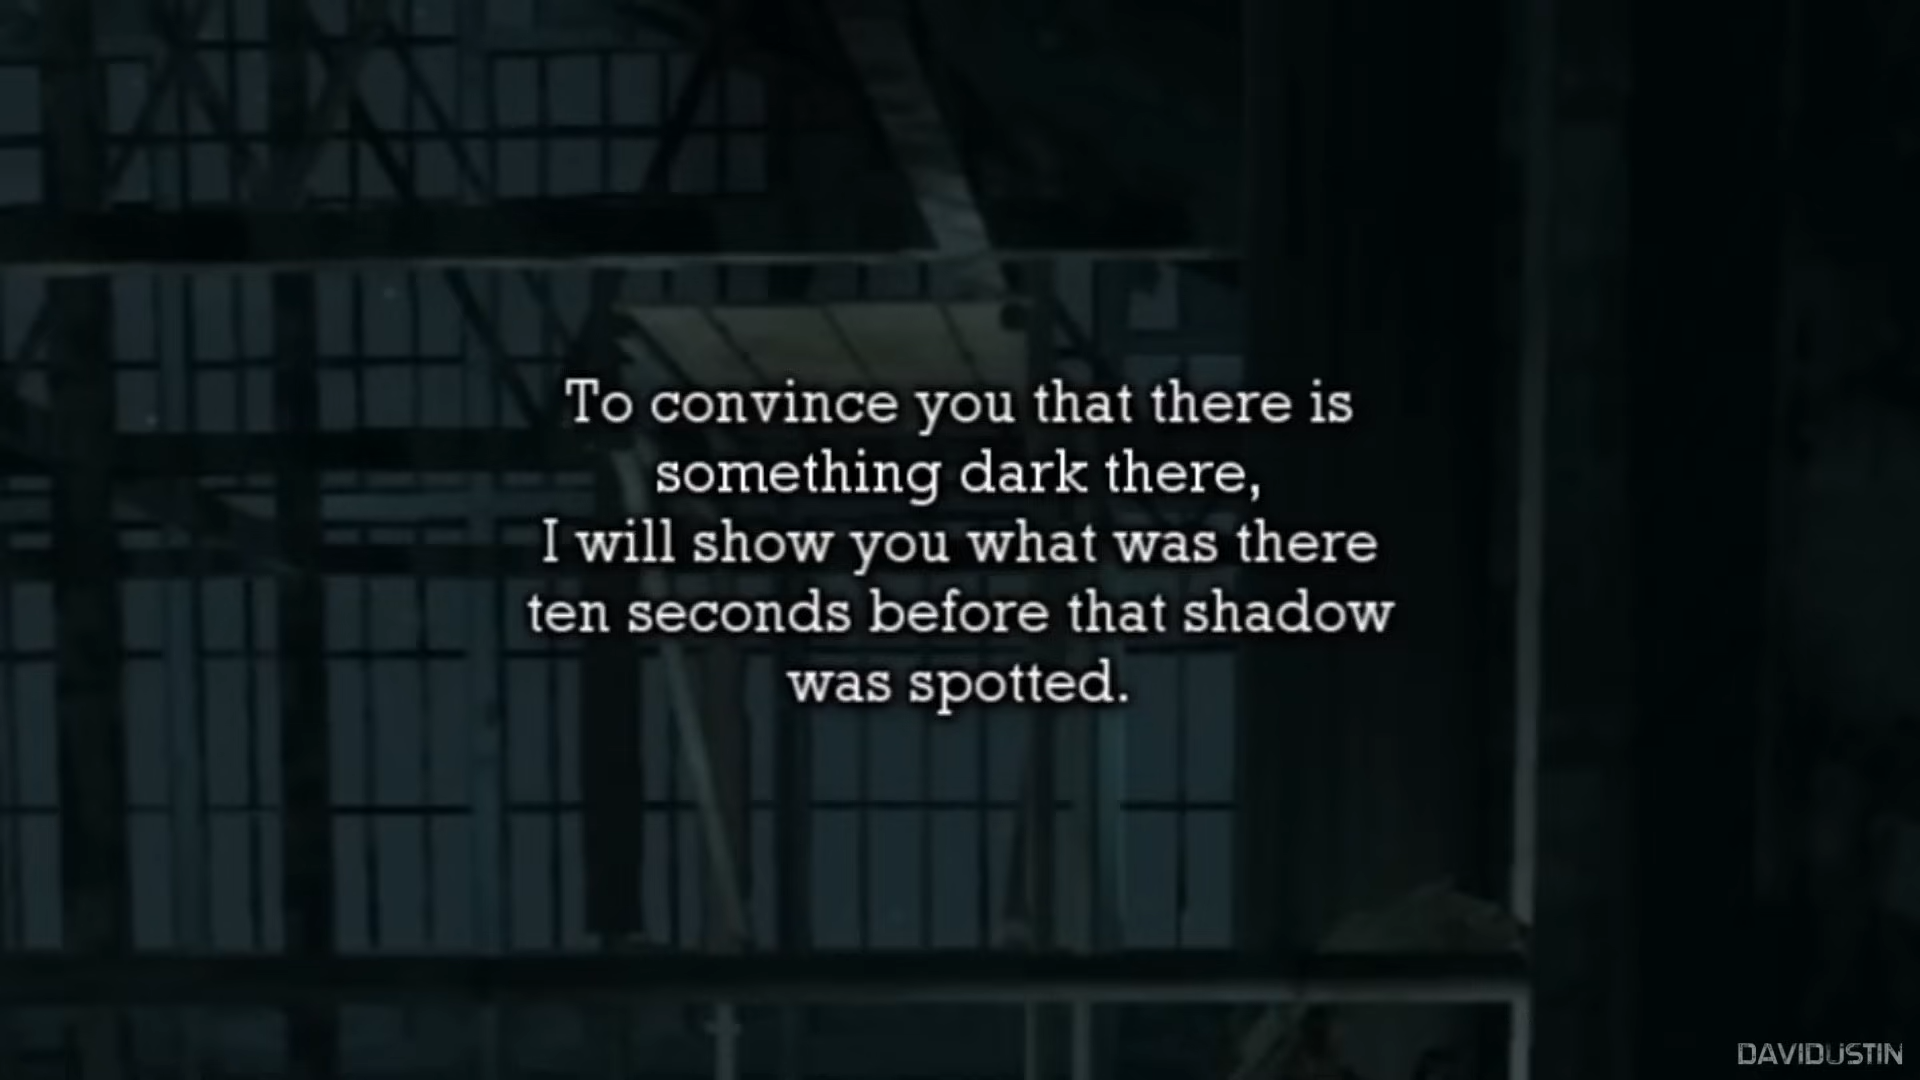 To convince you that there is
something dark there,
I will show you what was there
ten seconds before that shadow
was spotted.
DAVIDUSTIN